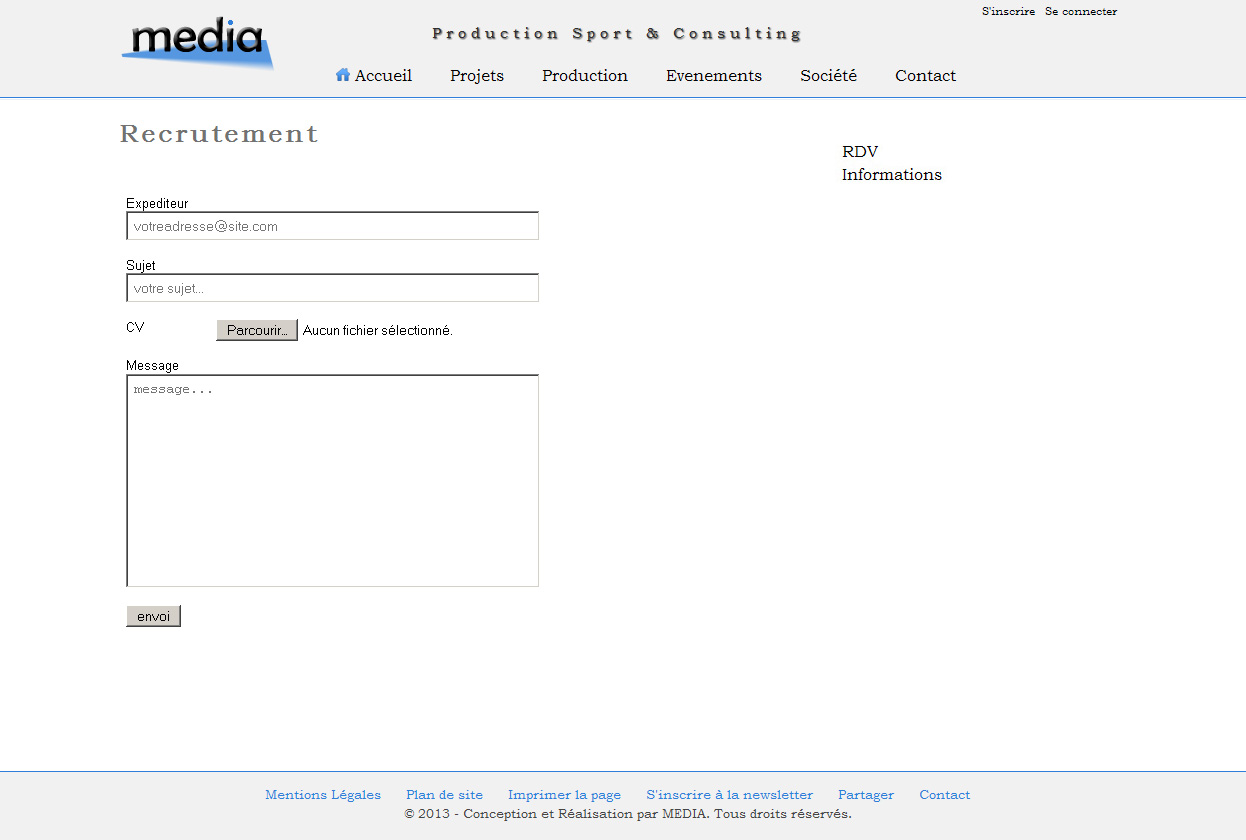 S'inscrire Se connecter
media
Production Sport & Consulting
Accueil Projets Production Evenements Société Contact
Recrutement
RDV
Informations
Expediteur
votreadresse@site.com
Sujet
votre sujet...
CV Parcourir... Aucun fichier sélectionné.
Message
message...
envoi
Mentions Légales Plan de site Imprimer la page S'inscrire à la newsletter Partager Contact
© 2013 - Conception et Réalisation par MEDIA. Tous droits réservés.